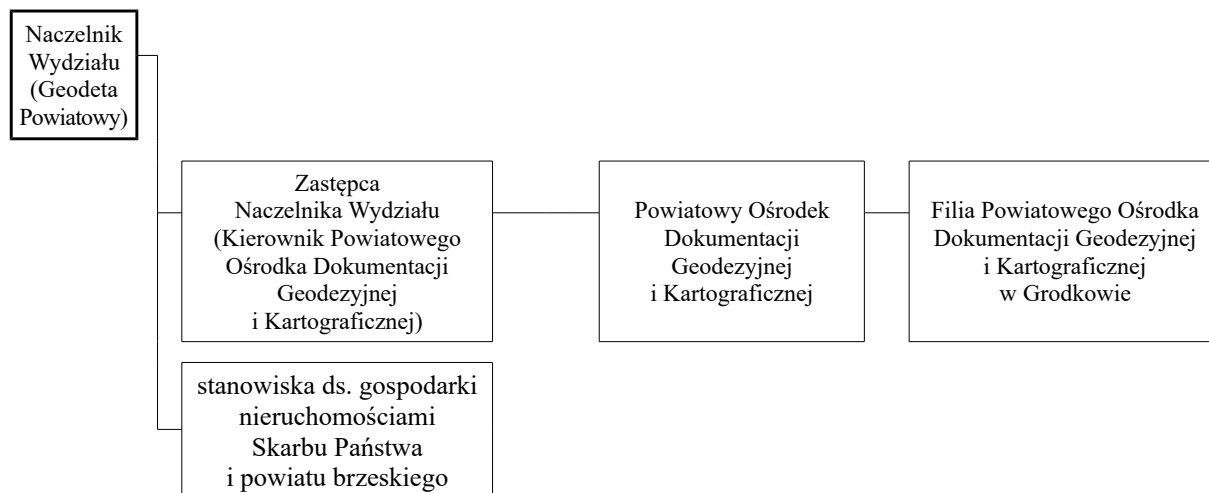 Naczelnik
Wydziału
(Geodeta
Powiatowy)
Zastępca
Naczelnika Wydziału
(Kierownik Powiatowego
Ośrodka Dokumentacji
Geodezyjnej
i Kartograficznej)
Powiatowy Ośrodek
Dokumentacji
Geodezyjnej
i Kartograficznej
Filia Powiatowego Ośrodka
Dokumentacji Geodezyjnej
i Kartograficznej
w Grodkowie
stanowiska ds. gospodarki
nieruchomościami
Skarbu Państwa
i powiatu brzeskiego